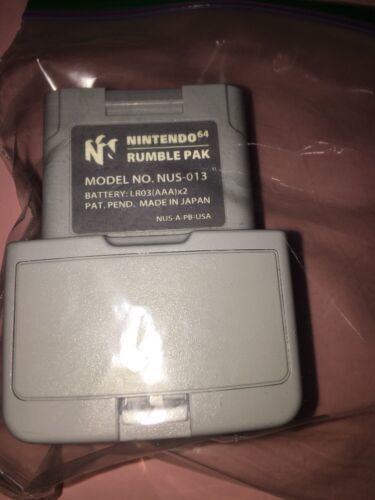 NINTENDO64
RUMBLE PAK
MODEL NO. NUS-013
BATTERY: LR03(AAA)x2
PAT. PEND. MADE IN JAPAN
NUS-A-PB-USA